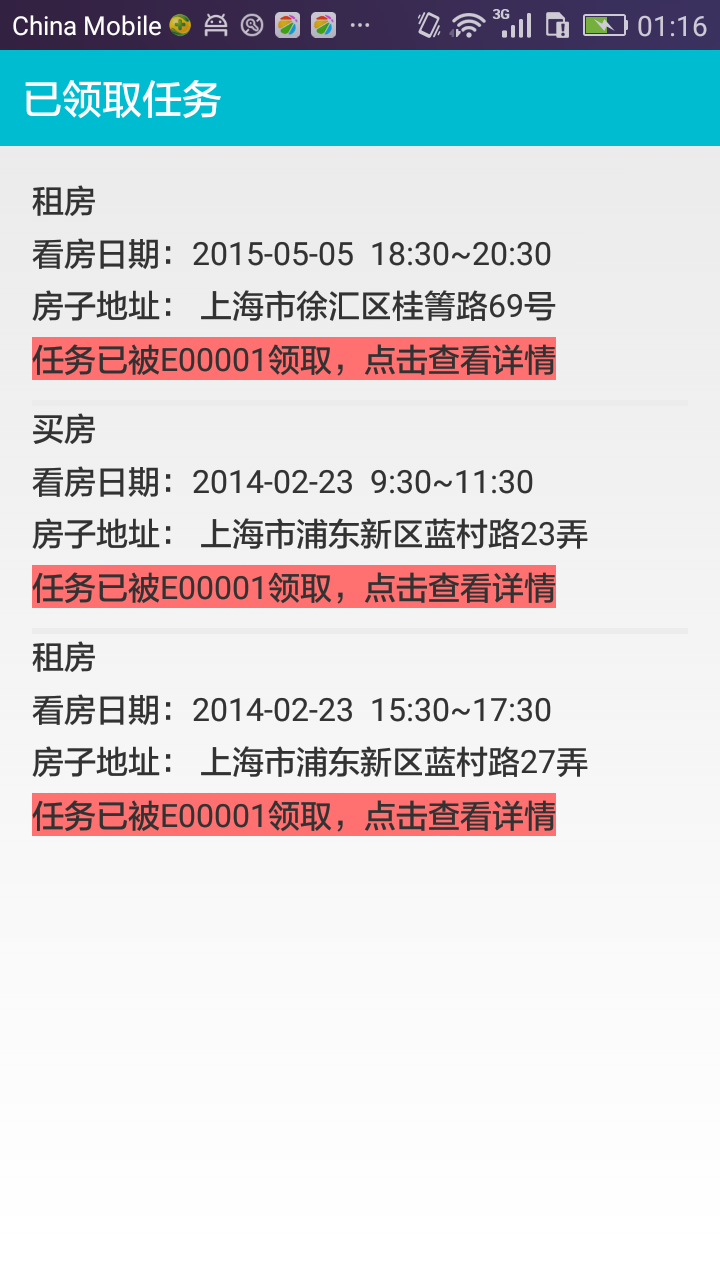 China Mobile
3G
01:16
已领取任务
租房
看房日期：2015-05-05 18:30~20:30
房子地址： 上海市徐汇区桂箐路69号
任务已被E00001领取，点击查看详情
买房
看房日期：2014-02-23 9:30~11:30
房子地址： 上海市浦东新区蓝村路23弄
任务已被E00001领取，点击查看详情
租房
看房日期：2014-02-23 15:30~17:30
房子地址： 上海市浦东新区蓝村路27弄
任务已被E00001领取，点击查看详情